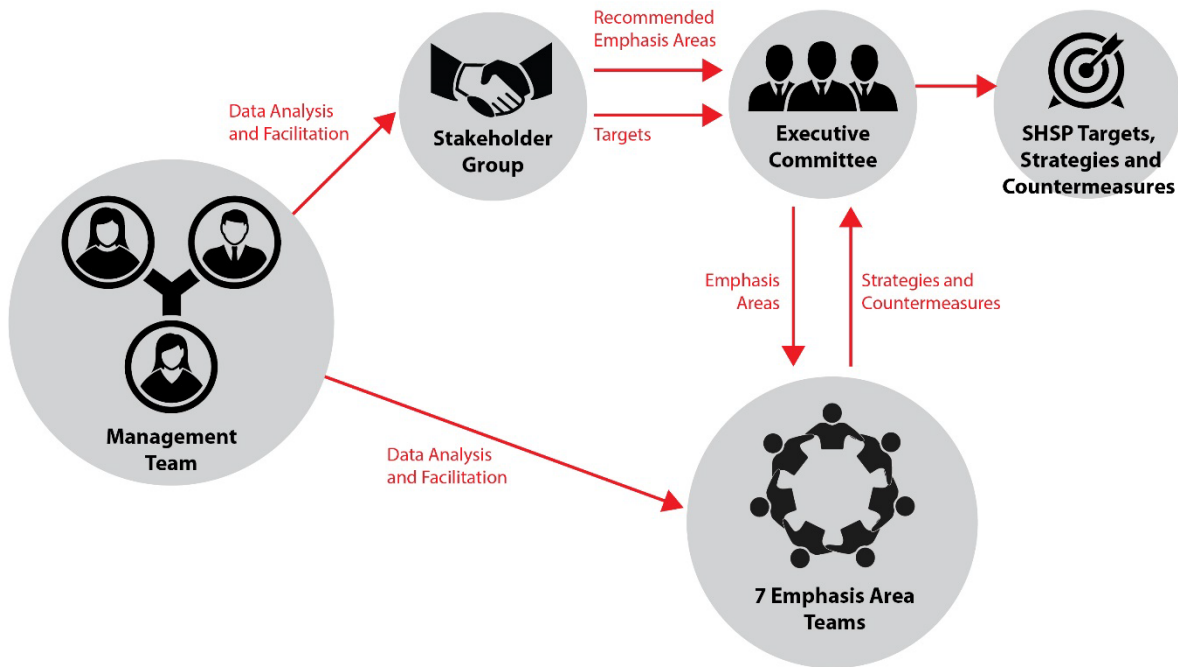 Recommended
Emphasis Areas
Data Analysis
and Facilitation
Stakeholder
Group
Targets
Executive
Committee
SHSP Targets,
Strategies and
Countermeasures
Emphasis
Areas
Strategies and
Countermeasures
Management
Team
Data Analysis
and Facilitation
7 Emphasis Area
Teams